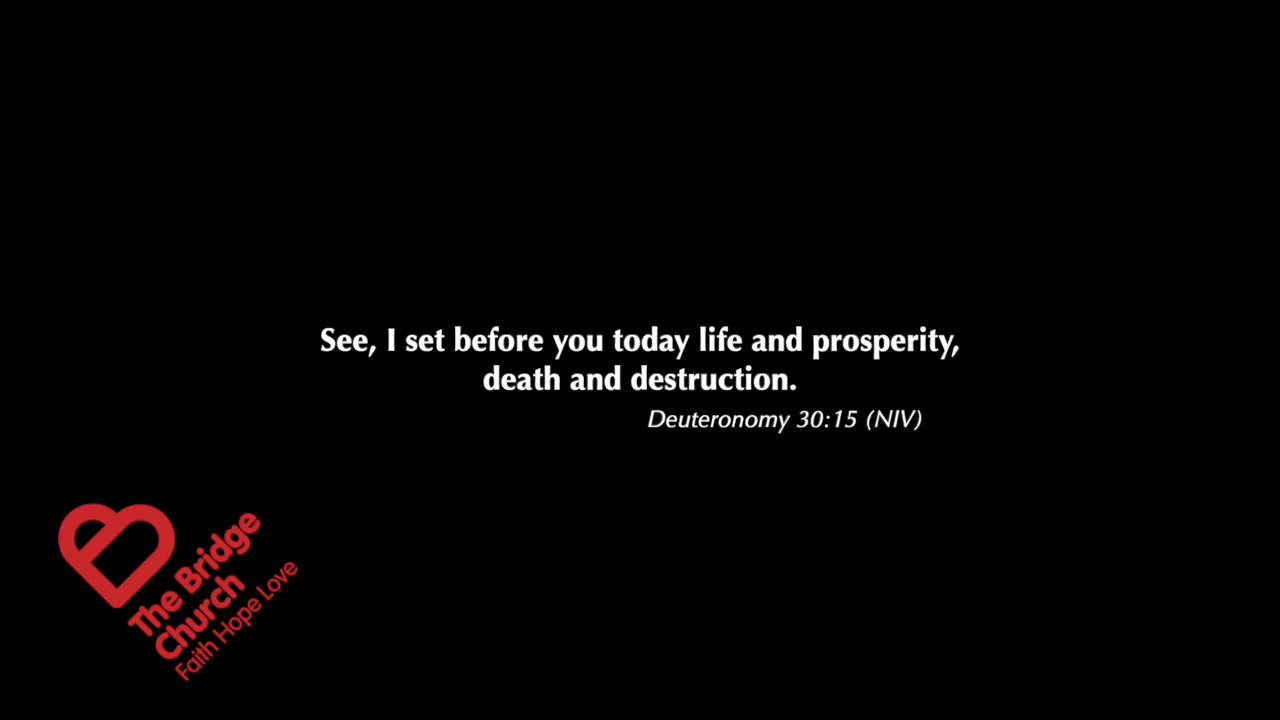 See, I set before you today life and prosperity,
death and destruction.
Deuteronomy 30:15 (NIV)
The Bridge
Church
Faith Hope Love